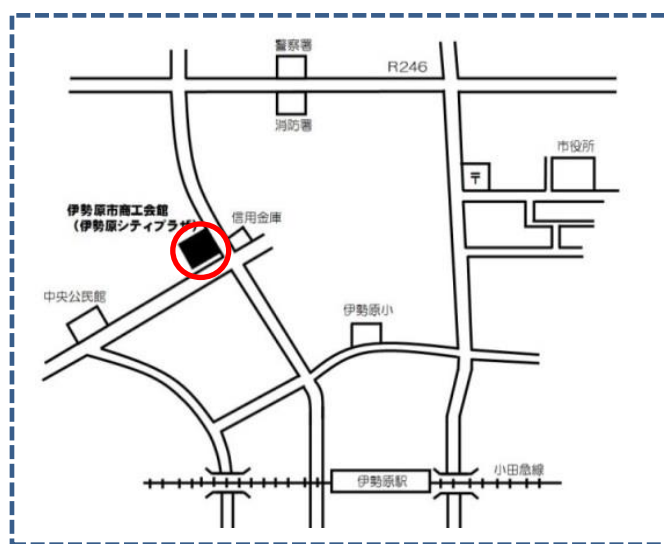 警察署
R246
消防署
市役所
〒
伊勢原市商工会館
(伊勢原シティプラザ)
信用金庫
中央公民館
伊勢原小
小田急線
伊勢原駅